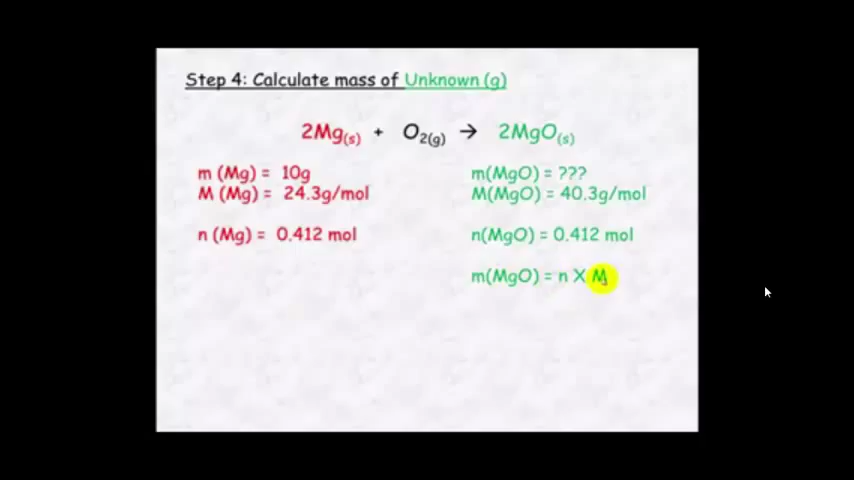 Step 4: Calculate mass of Unknown (g)
2Mg(s) + O2(g) → 2MgO(s)
m (Mg) = 10g
M (Mg) = 24.3g/mol
n (Mg) = 0.412 mol
m(MgO) = ???
M(MgO) = 40.3g/mol
n(MgO) = 0.412 mol
m(MgO) = n X M